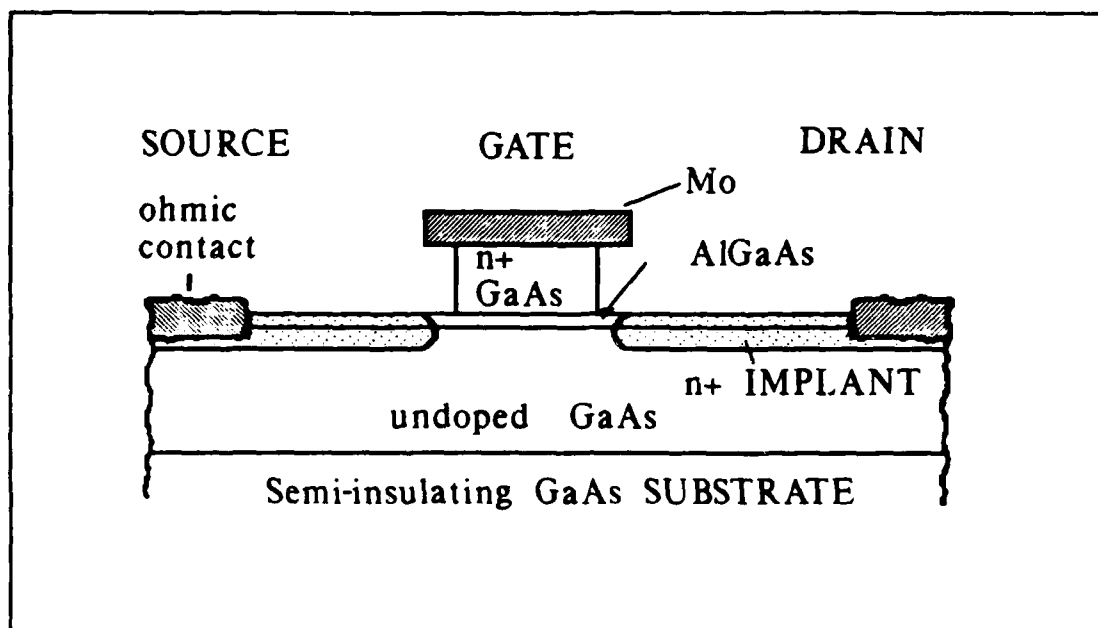 SOURCE
GATE
DRAIN
Mo
ohmic
contact
AlGaAs
n+
GaAs
n+ IMPLANT
undoped GaAs
Semi-insulating GaAs SUBSTRATE